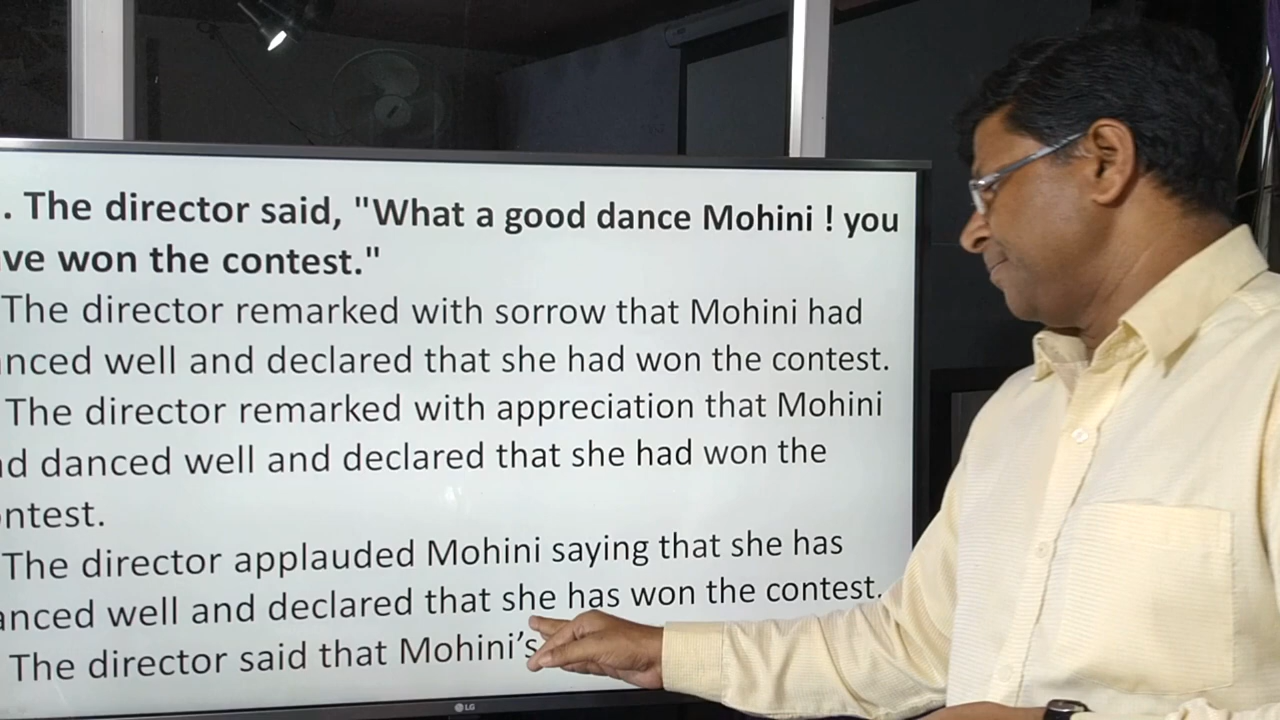 . The director said, "What a good dance Mohini ! you
ve won the contest."
The director remarked with sorrow that Mohini had
nced well and declared that she had won the contest.
The director remarked with appreciation that Mohini
d danced well and declared that she had won the
ntest.
The director applauded Mohini saying that she has
anced well and declared that she has won the contest.
The director said that Mohini's
LG